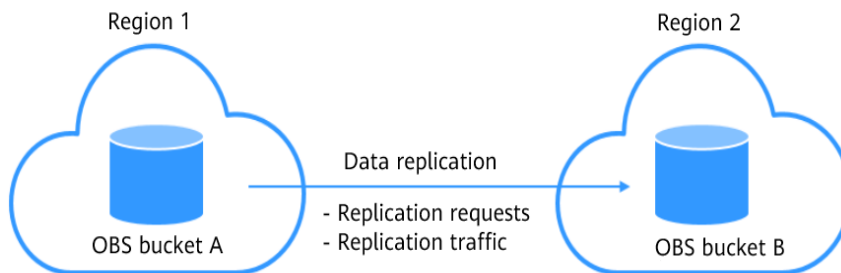 Region 1
Region 2
Data replication
- Replication requests
- Replication traffic
OBS bucket A
OBS bucket B